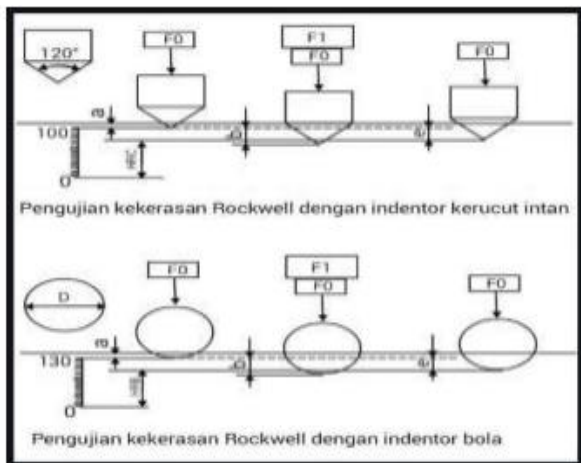 120°
F0
F1
F0
F0
a
b
e
100
HRC
0
Pengujian kekerasan Rockwell dengan indentor kerucut intan
F0
F1
F0
F0
D
a
b
e
130
0
Pengujian kekerasan Rockwell dengan indentor bola